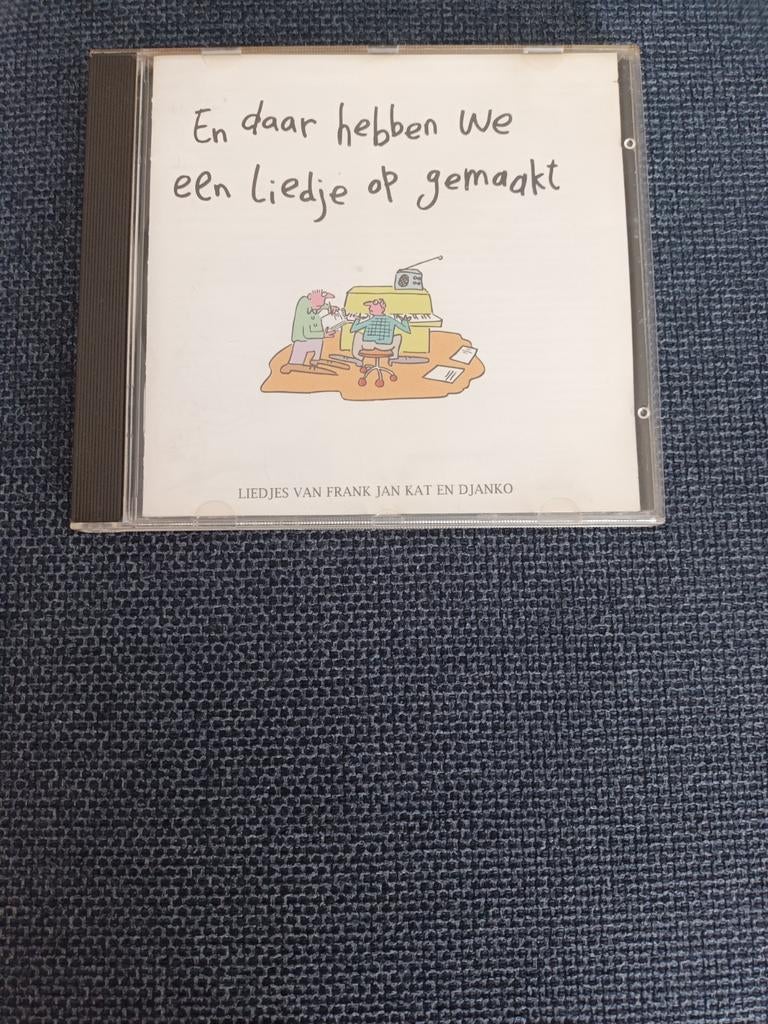 En daar hebben we
een liedje op gemaakt
LIEDJES VAN FRANK JAN KAT EN DJANKO